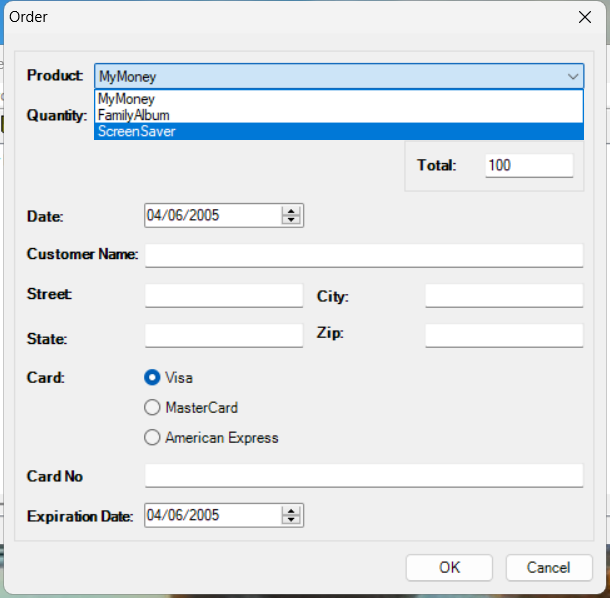 Order
Product: MyMoney
MyMoney
Quantity: FamilyAlbum
ScreenSaver
Total: 100
Date: 04/06/2005
Customer Name:
Street: City:
State: Zip:
Card: Visa
MasterCard
American Express
Card No
Expiration Date: 04/06/2005
OK Cancel